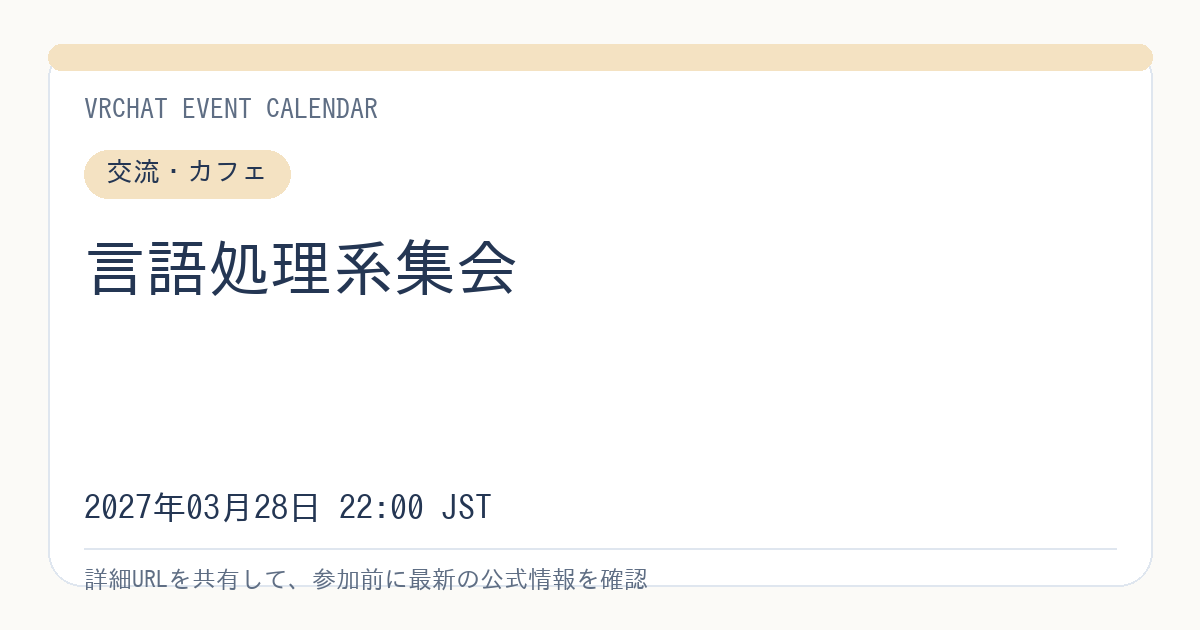 VRCHAT EVENT CALENDAR
交流・カフェ
言語処理系集会
2027年03月28日 22:00 JST
詳細URLを共有して、参加前に最新の公式情報を確認